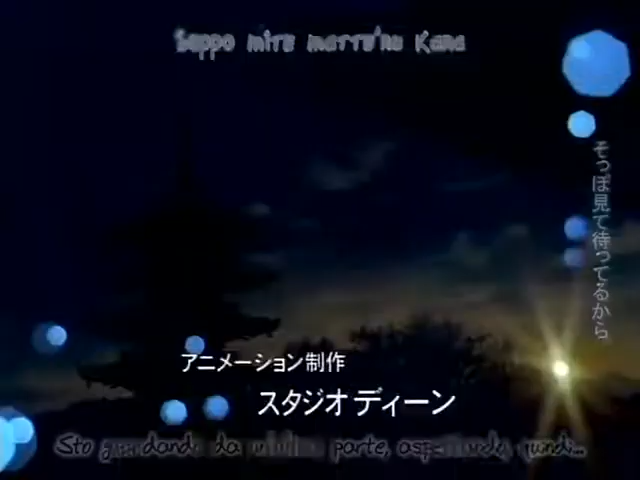 Soppo mite matte'ru Kara
そっぽ見て待ってるから
アニメーション制作
スタジオディーン
Sto guardando da parte, aspettando, quindi...